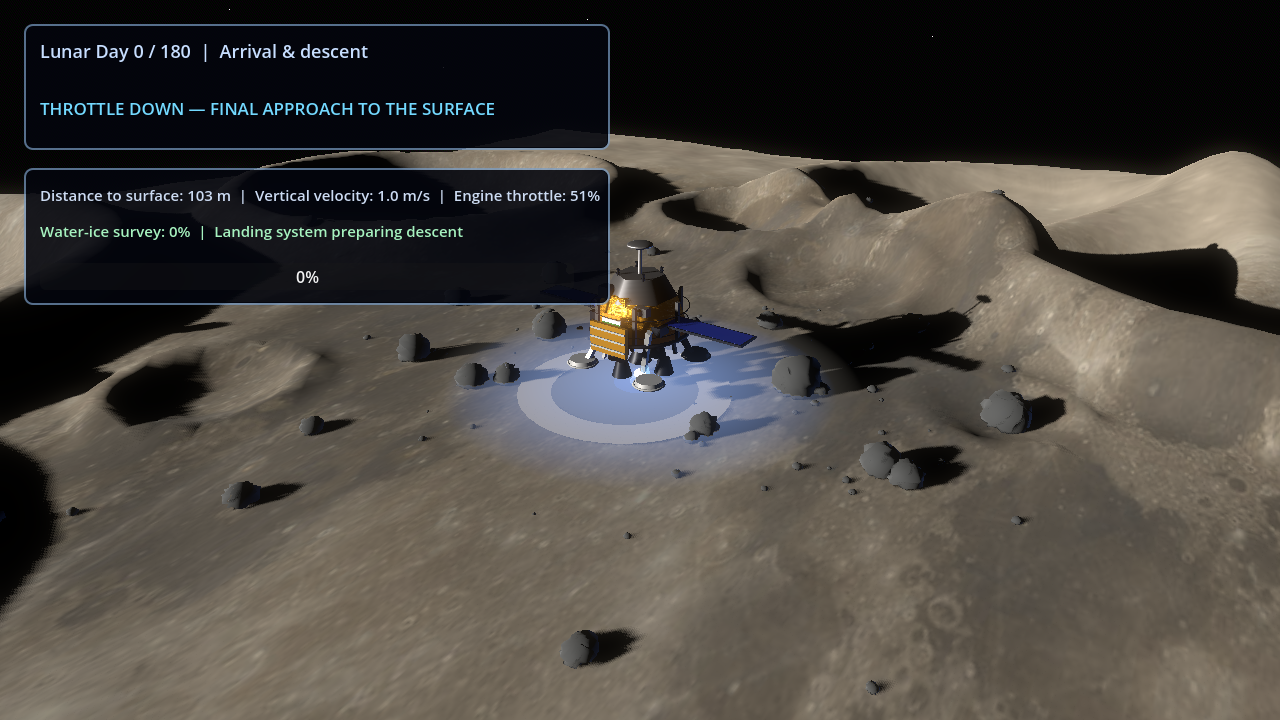 Lunar Day 0 / 180 | Arrival & descent
THROTTLE DOWN — FINAL APPROACH TO THE SURFACE
Distance to surface: 103 m | Vertical velocity: 1.0 m/s | Engine throttle: 51%
Water-ice survey: 0% | Landing system preparing descent
0%